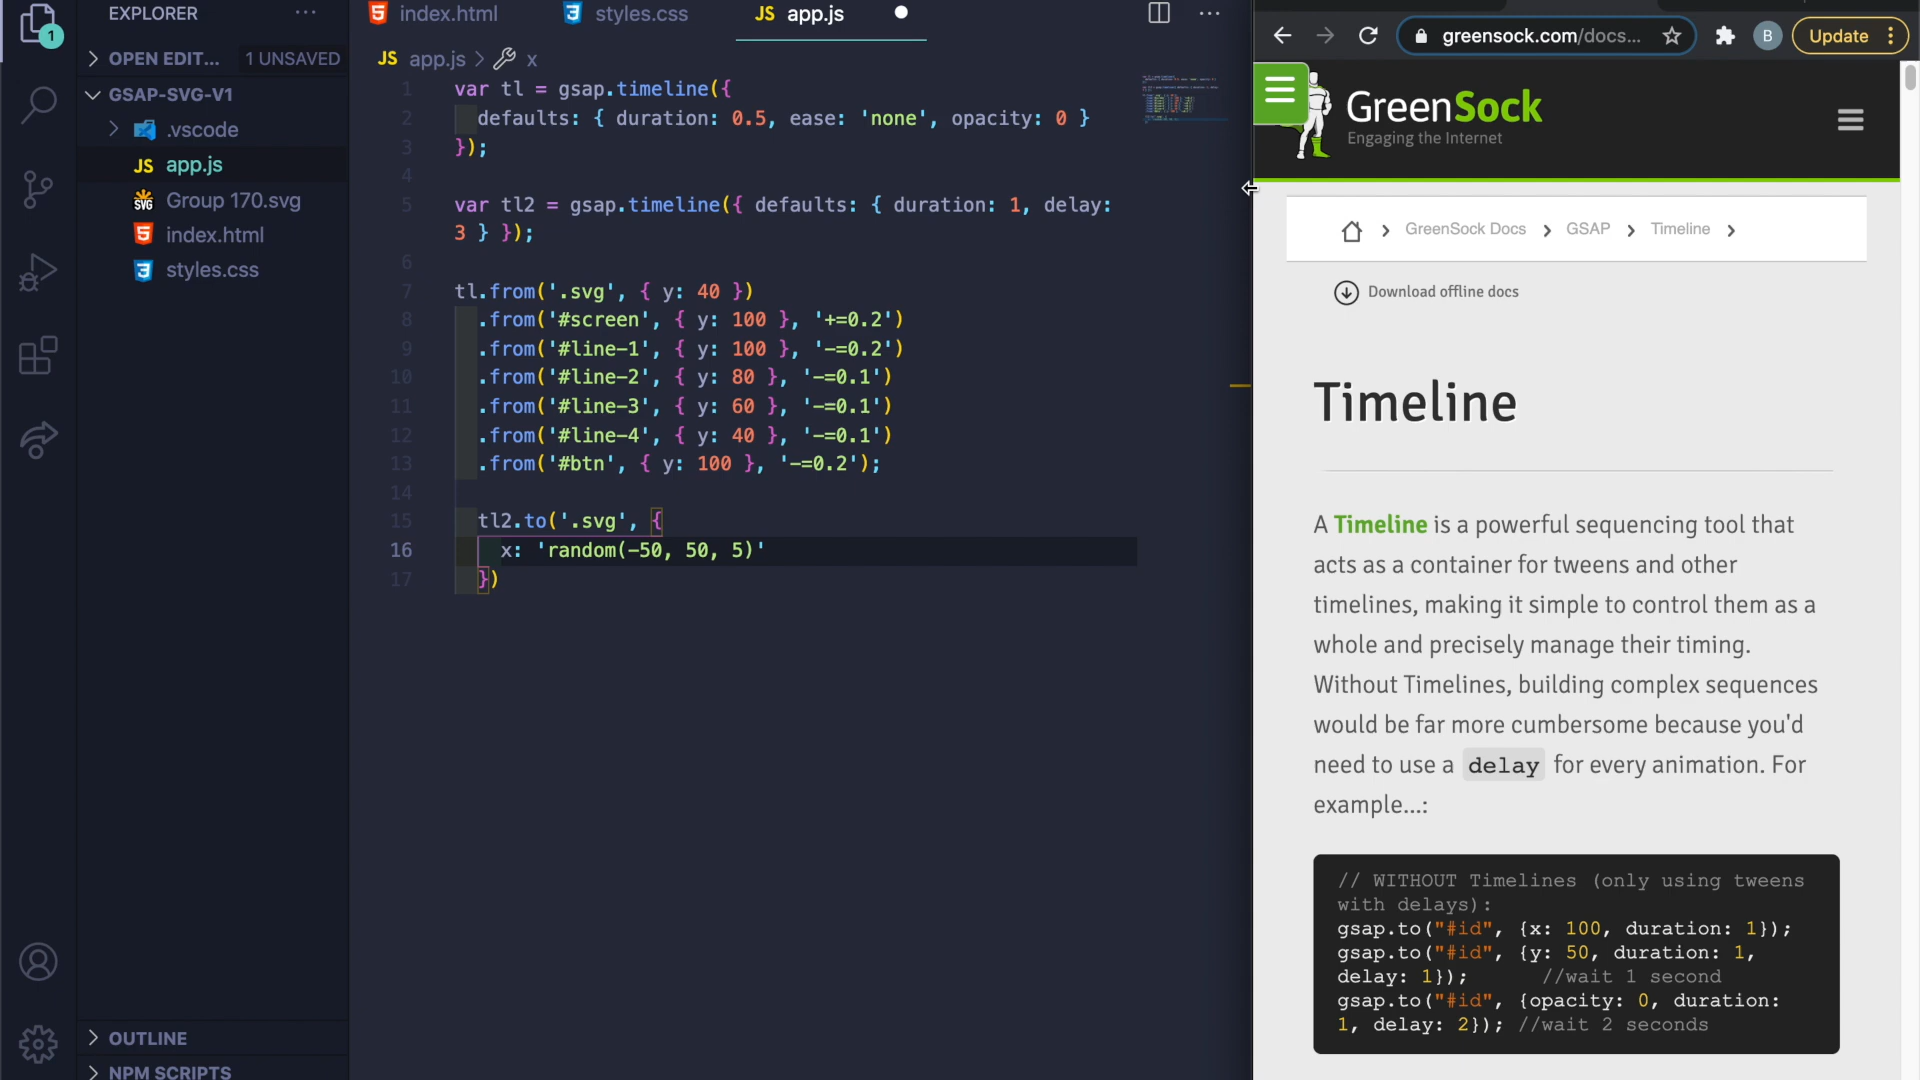 EXPLORER
OPEN EDIT... 1 UNSAVED
GSAP-SVG-V1
.vscode
JS app.js
SVG Group 170.svg
index.html
styles.css
OUTLINE
NPM SCRIPTS
1
index.html
styles.css
JS app.js
JS app.js > x
1 var tl = gsap.timeline({
2 defaults: { duration: 0.5, ease: 'none', opacity: 0 }
3 });
4
5 var tl2 = gsap.timeline({ defaults: { duration: 1, delay:
3 } });
6
7 tl.from('.svg', { y: 40 })
8 .from('#screen', { y: 100 }, '+=0.2')
9 .from('#line-1', { y: 100 }, '-=0.2')
10 .from('#line-2', { y: 80 }, '-=0.1')
11 .from('#line-3', { y: 60 }, '-=0.1')
12 .from('#line-4', { y: 40 }, '-=0.1')
13 .from('#btn', { y: 100 }, '-=0.2');
14
15 tl2.to('.svg', {
16 x: 'random(-50, 50, 5)'
17 })
greensock.com/docs...
B
Update
GreenSock
Engaging the Internet
GreenSock Docs > GSAP > Timeline >
Download offline docs
Timeline
A Timeline is a powerful sequencing tool that
acts as a container for tweens and other
timelines, making it simple to control them as a
whole and precisely manage their timing.
Without Timelines, building complex sequences
would be far more cumbersome because you'd
need to use a delay for every animation. For
example...:
// WITHOUT Timelines (only using tweens
with delays):
gsap.to("#id", {x: 100, duration: 1});
gsap.to("#id", {y: 50, duration: 1,
delay: 1}); //wait 1 second
gsap.to("#id", {opacity: 0, duration:
1, delay: 2}); //wait 2 seconds